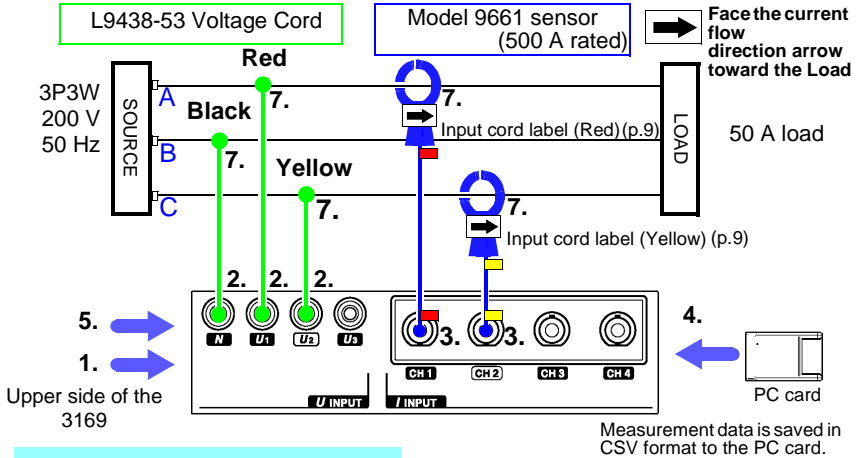 L9438-53 Voltage Cord
Model 9661 sensor
(500 A rated)
Face the current
flow
direction arrow
toward the Load
Red
3P3W
200 V
50 Hz
SOURCE
A
7.
7.
Black
Input cord label (Red) (p.9)
LOAD
50 A load
B
7.
Yellow
C
7.
7.
Input cord label (Yellow) (p.9)
2.
2.
2.
5.
3.
3.
4.
N
U1
U2
U3
1.
CH 1
CH 2
CH 3
CH 4
Upper side of the
3169
U INPUT
I INPUT
PC card
Measurement data is saved in
CSV format to the PC card.